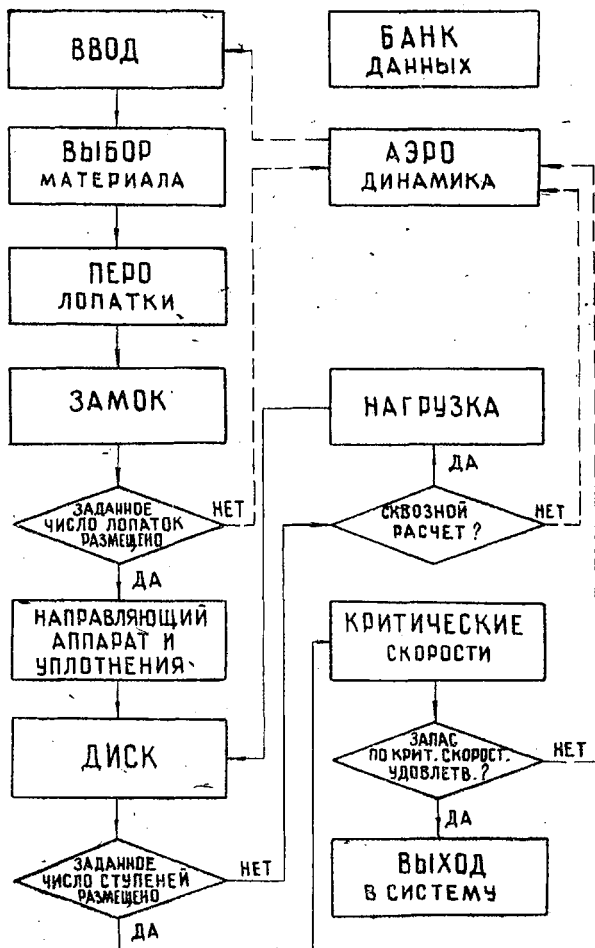 ВВОД
ВЫБОР
МАТЕРИАЛА
ПЕРО
ЛОПАТКИ
ЗАМОК
ЗАДАННОЕ
ЧИСЛО ЛОПАТОК
РАЗМЕЩЕНО
НЕТ
ДА
НАПРАВЛЯЮЩИЙ
АППАРАТ И
УПЛОТНЕНИЯ
ДИСК
ЗАДАННОЕ
ЧИСЛО СТУПЕНЕЙ
РАЗМЕЩЕНО
НЕТ
ДА
БАНК
ДАННЫХ
АЭРО
ДИНАМИКА
НАГРУЗКА
ДА
СКВОЗНОЙ
РАСЧЕТ?
НЕТ
КРИТИЧЕСКИЕ
СКОРОСТИ
ЗАПАС
ПО КРИТ. СКОРОСТ.
УДОВЛЕТВ.?
НЕТ
ДА
ВЫХОД
В СИСТЕМУ